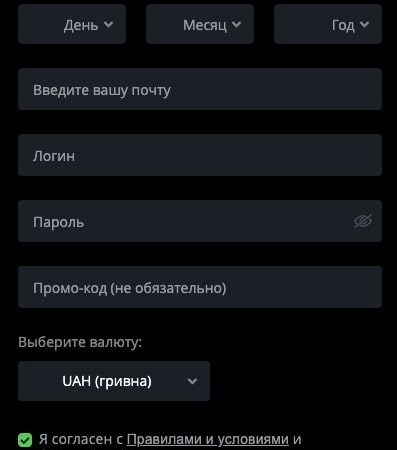 День Месяц Год
Введите вашу почту
Логин
Пароль
Промо-код (не обязательно)
Выберите валюту:
UAH (гривна)
Я согласен с Правилами и условиями и